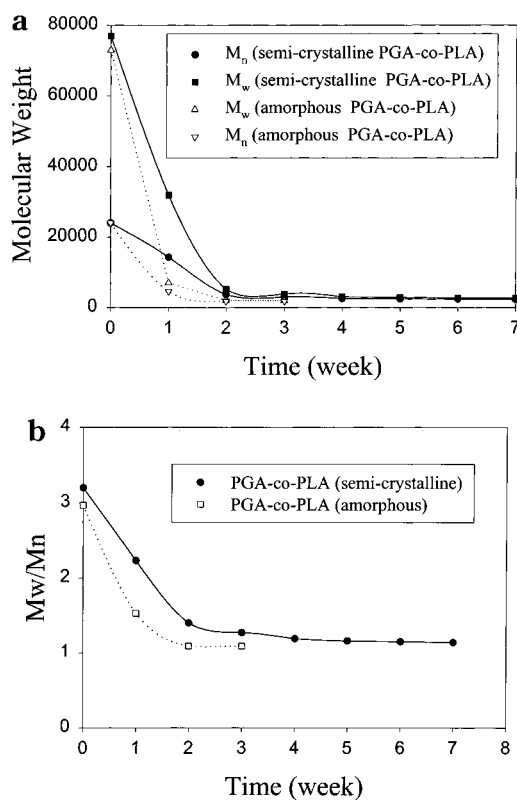 a
80000
60000
40000
20000
0
Molecular Weight
Mn (semi-crystalline PGA-co-PLA)
Mw (semi-crystalline PGA-co-PLA)
Mw (amorphous PGA-co-PLA)
Mn (amorphous PGA-co-PLA)
0 1 2 3 4 5 6 7
Time (week)
b
4
3
2
1
0
Mw/Mn
PGA-co-PLA (semi-crystalline)
PGA-co-PLA (amorphous)
0 1 2 3 4 5 6 7 8
Time (week)